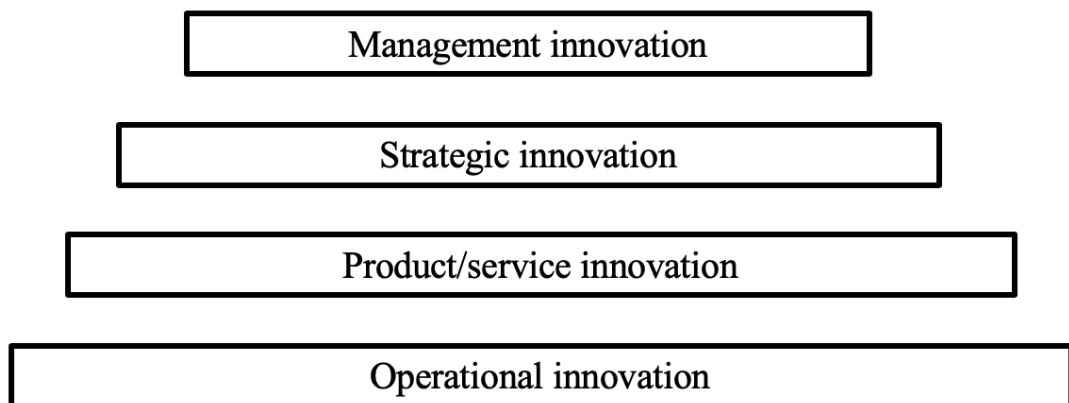 Management innovation
Strategic innovation
Product/service innovation
Operational innovation